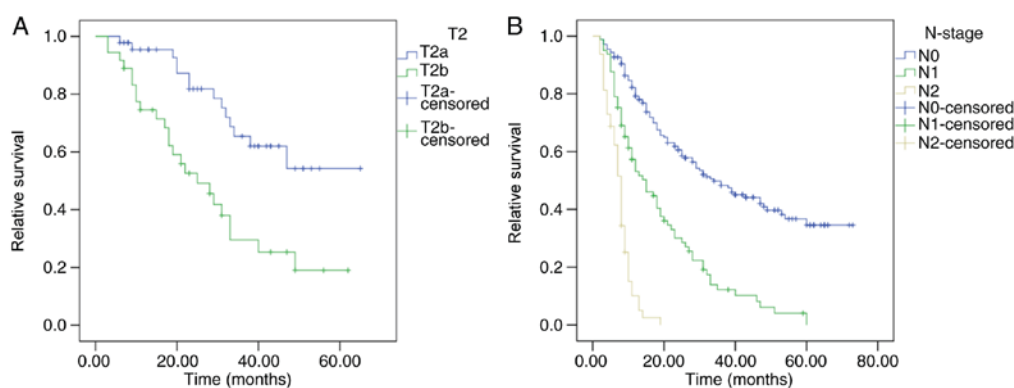 A
T2
T2a
T2b
T2a-
censored
T2b-
censored
1.0
0.8
0.6
0.4
0.2
0.0
Relative survival
0.00 20.00 40.00 60.00
Time (months)
B
N-stage
N0
N1
N2
N0-censored
N1-censored
N2-censored
1.0
0.8
0.6
0.4
0.2
0.0
Relative survival
0.00 20.00 40.00 60.00 80.00
Time (months)